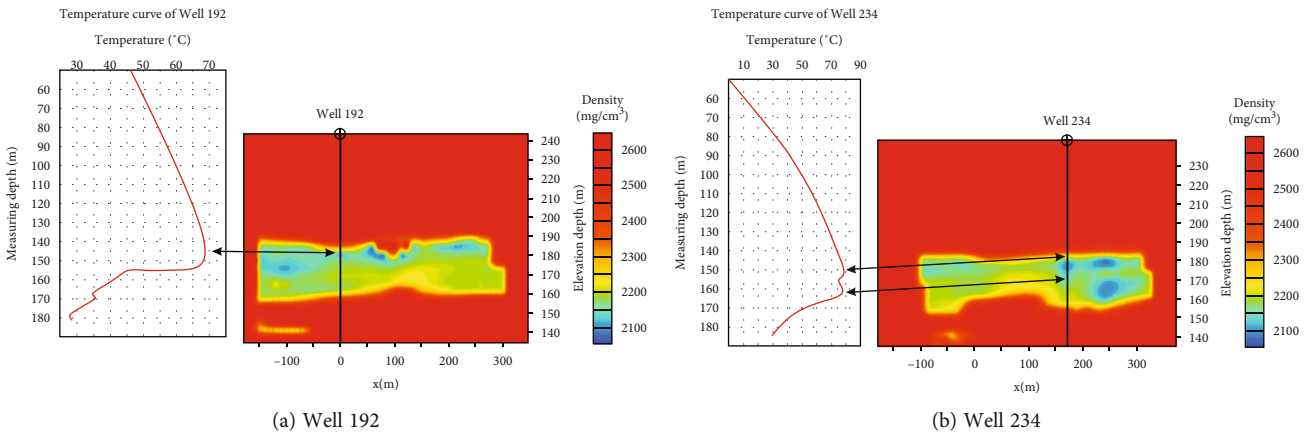 Temperature curve of Well 192
Temperature (˚C)
30 40 50 60 70
Measuring depth (m)
60
70
80
90
100
110
120
130
140
150
160
170
180
Well 192
−100 0 100 200 300
x(m)
240
230
220
210
200
190
180
170
160
150
140
Elevation depth (m)
Density
(mg/cm³)
2600
2500
2400
2300
2200
2100
(a) Well 192
Temperature curve of Well 234
Temperature (˚C)
10 30 50 70 90
Measuring depth (m)
60
70
80
90
100
110
120
130
140
150
160
170
180
Well 234
−100 0 100 200 300
x(m)
230
220
210
200
190
180
170
160
150
140
Elevation depth (m)
Density
(mg/cm³)
2600
2500
2400
2300
2200
2100
(b) Well 234